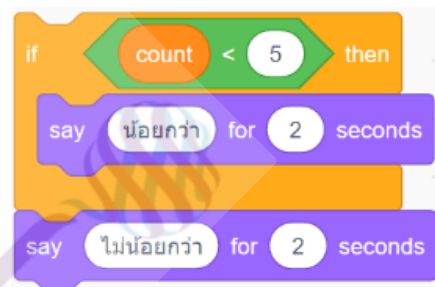 if count < 5 then
say น้อยกว่า for 2 seconds
say ไม่น้อยกว่า for 2 seconds